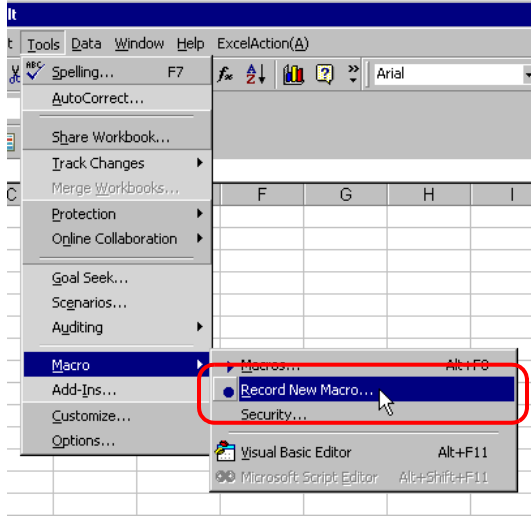 lt
t Tools Data Window Help ExcelAction(A)
Arial
ABC Spelling... F7
AutoCorrect...
Share Workbook...
Track Changes
Merge Workbooks...
Protection
Online Collaboration
Goal Seek...
Scenarios...
Auditing
Macro
Add-Ins...
Customize...
Options...
C F G H I
Macros... Alt+F8
Record New Macro...
Security...
Visual Basic Editor Alt+F11
Microsoft Script Editor Alt+Shift+F11